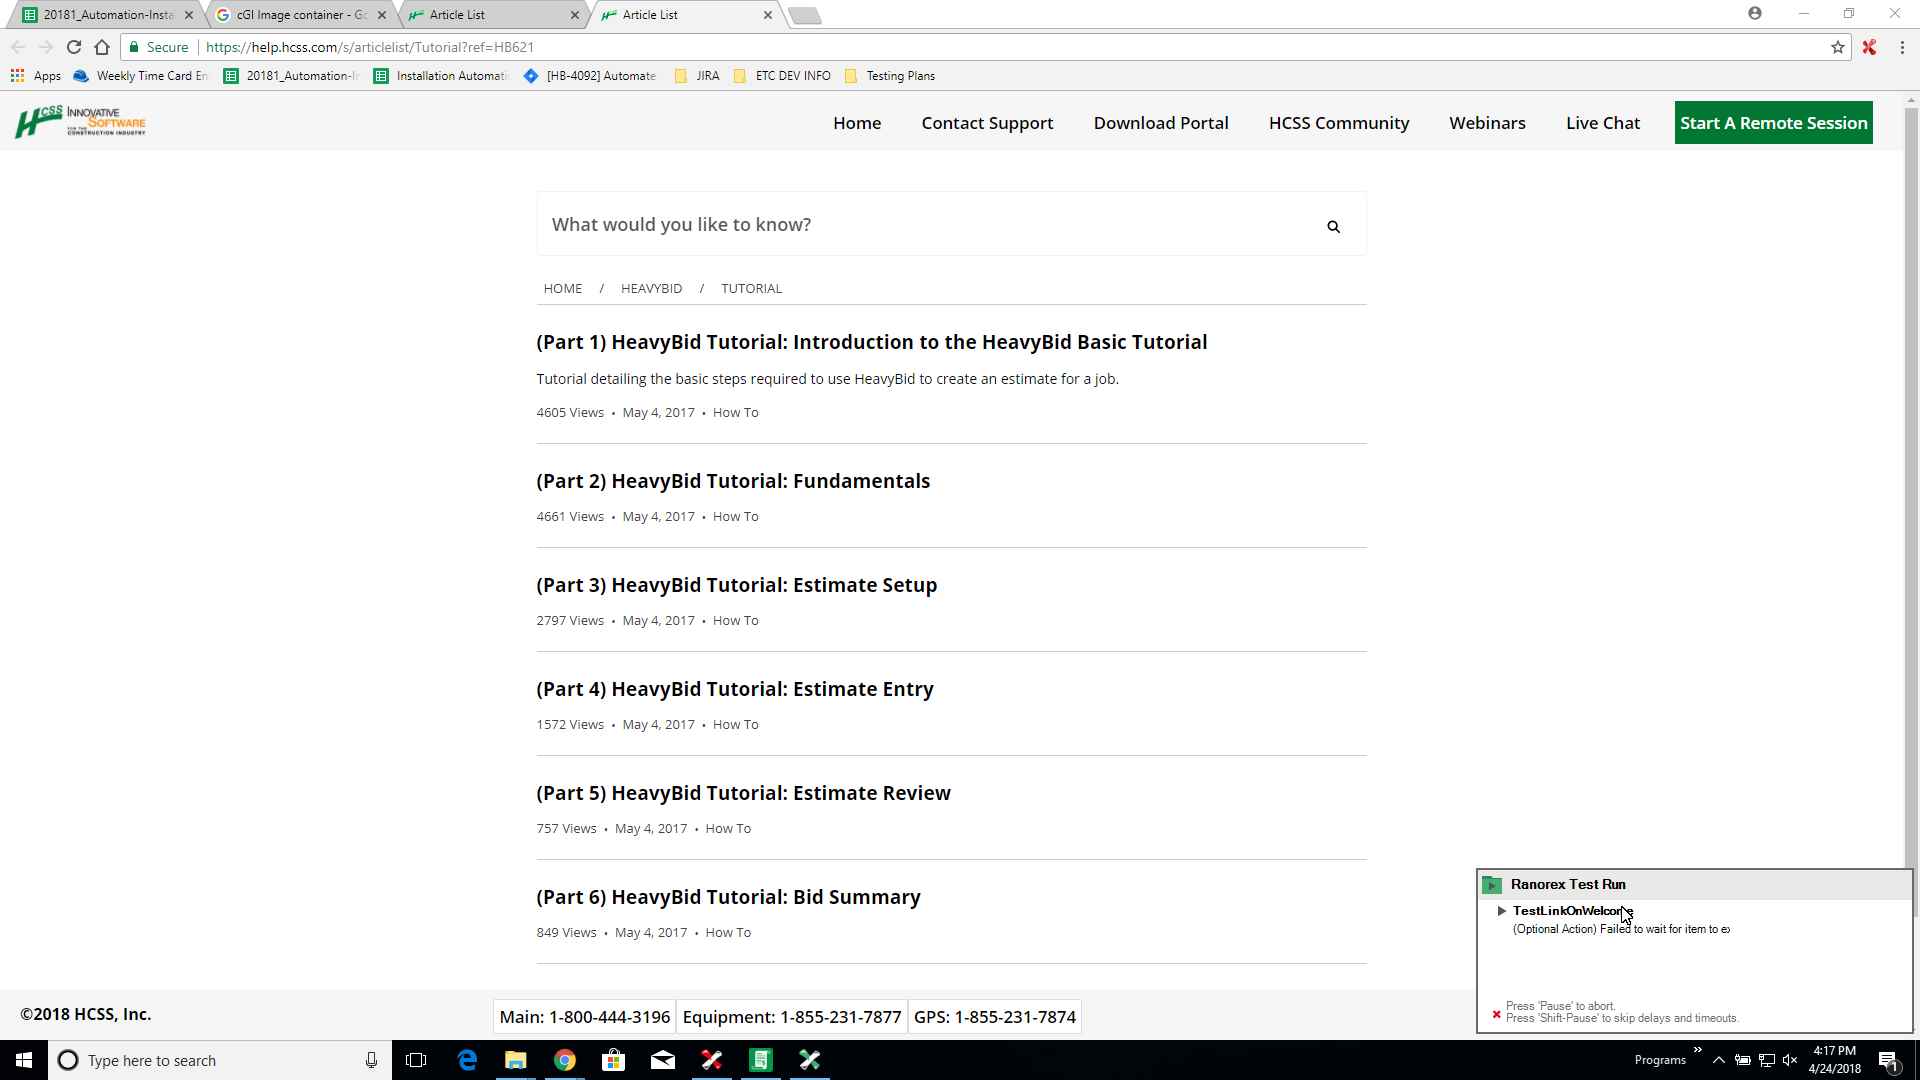 20181_Automation-Insta
cGI Image container - Go
Article List
Article List
Secure
https://help.hcss.com/s/articlelist/Tutorial?ref=HB621
Apps
Weekly Time Card En
20181_Automation-In
Installation Automati
[HB-4092] Automate
JIRA
ETC DEV INFO
Testing Plans
HCSS INNOVATIVE
SOFTWARE
FOR THE
CONSTRUCTION INDUSTRY
Home
Contact Support
Download Portal
HCSS Community
Webinars
Live Chat
Start A Remote Session
What would you like to know?
HOME / HEAVYBID / TUTORIAL
(Part 1) HeavyBid Tutorial: Introduction to the HeavyBid Basic Tutorial
Tutorial detailing the basic steps required to use HeavyBid to create an estimate for a job.
4605 Views • May 4, 2017 • How To
(Part 2) HeavyBid Tutorial: Fundamentals
4661 Views • May 4, 2017 • How To
(Part 3) HeavyBid Tutorial: Estimate Setup
2797 Views • May 4, 2017 • How To
(Part 4) HeavyBid Tutorial: Estimate Entry
1572 Views • May 4, 2017 • How To
(Part 5) HeavyBid Tutorial: Estimate Review
757 Views • May 4, 2017 • How To
(Part 6) HeavyBid Tutorial: Bid Summary
849 Views • May 4, 2017 • How To
Ranorex Test Run
TestLinkOnWelcome
(Optional Action) Failed to wait for item to ex
Press 'Pause' to abort.
Press 'Shift-Pause' to skip delays and timeouts.
©2018 HCSS, Inc.
Main: 1-800-444-3196
Equipment: 1-855-231-7877
GPS: 1-855-231-7874
Type here to search
Programs
4:17 PM
4/24/2018
1